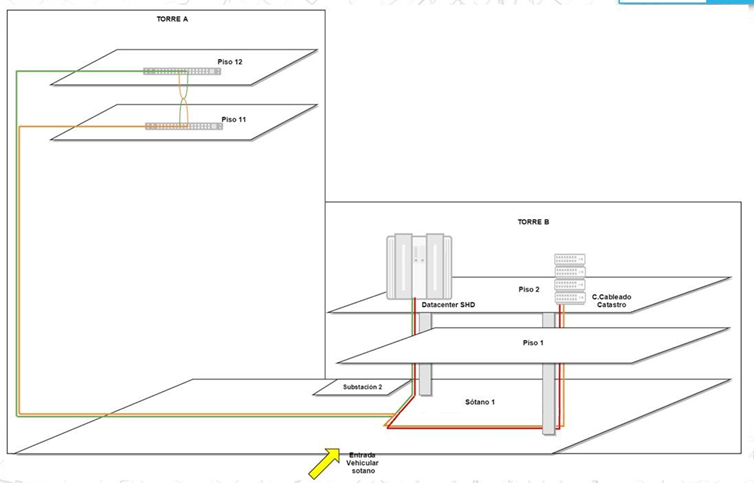 TORRE A
Piso 12
Piso 11
TORRE B
Piso 2
C.Cableado
Catastro
Datacenter SHD
Piso 1
Substación 2
Sótano 1
Entrada
Vehicular
sotano